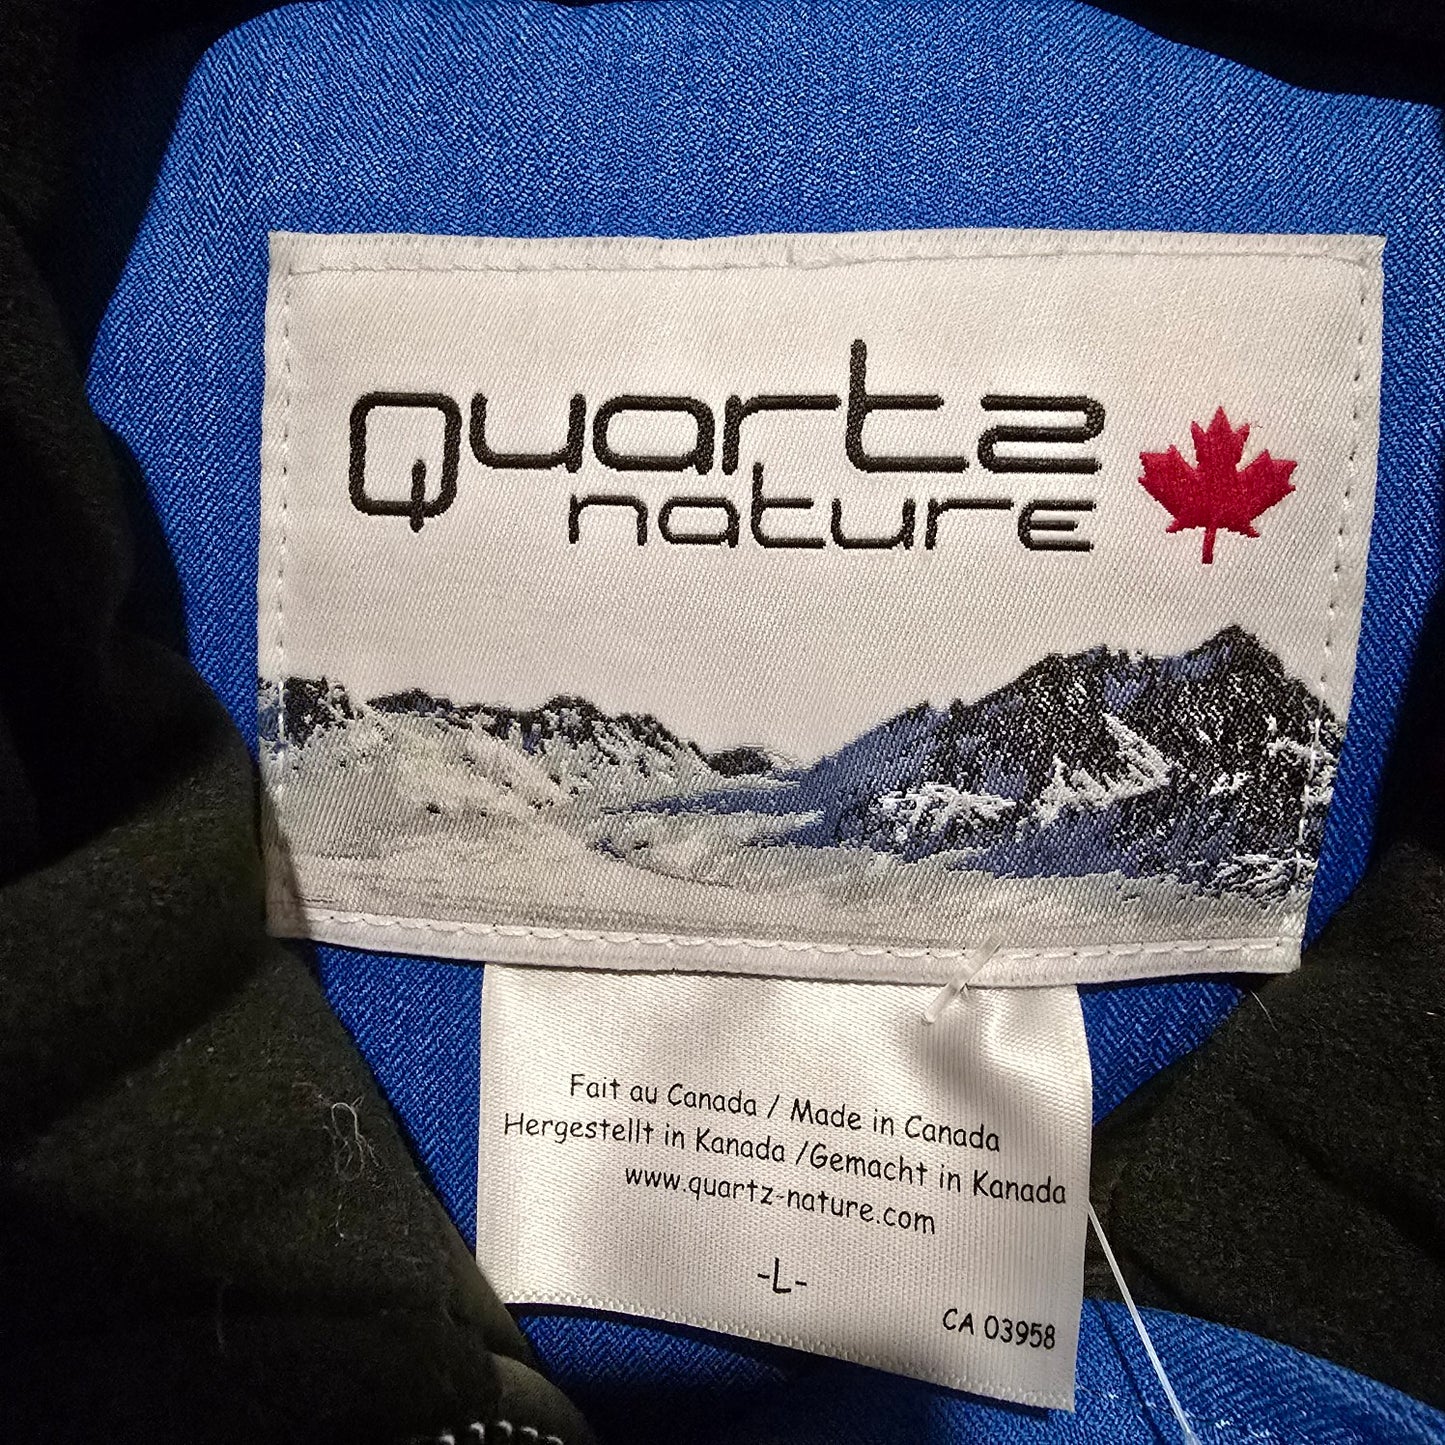 Quartz
nature
Fait au Canada / Made in Canada
Hergestellt in Kanada /Gemacht in Kanada
www.quartz-nature.com
-L-
CA 03958